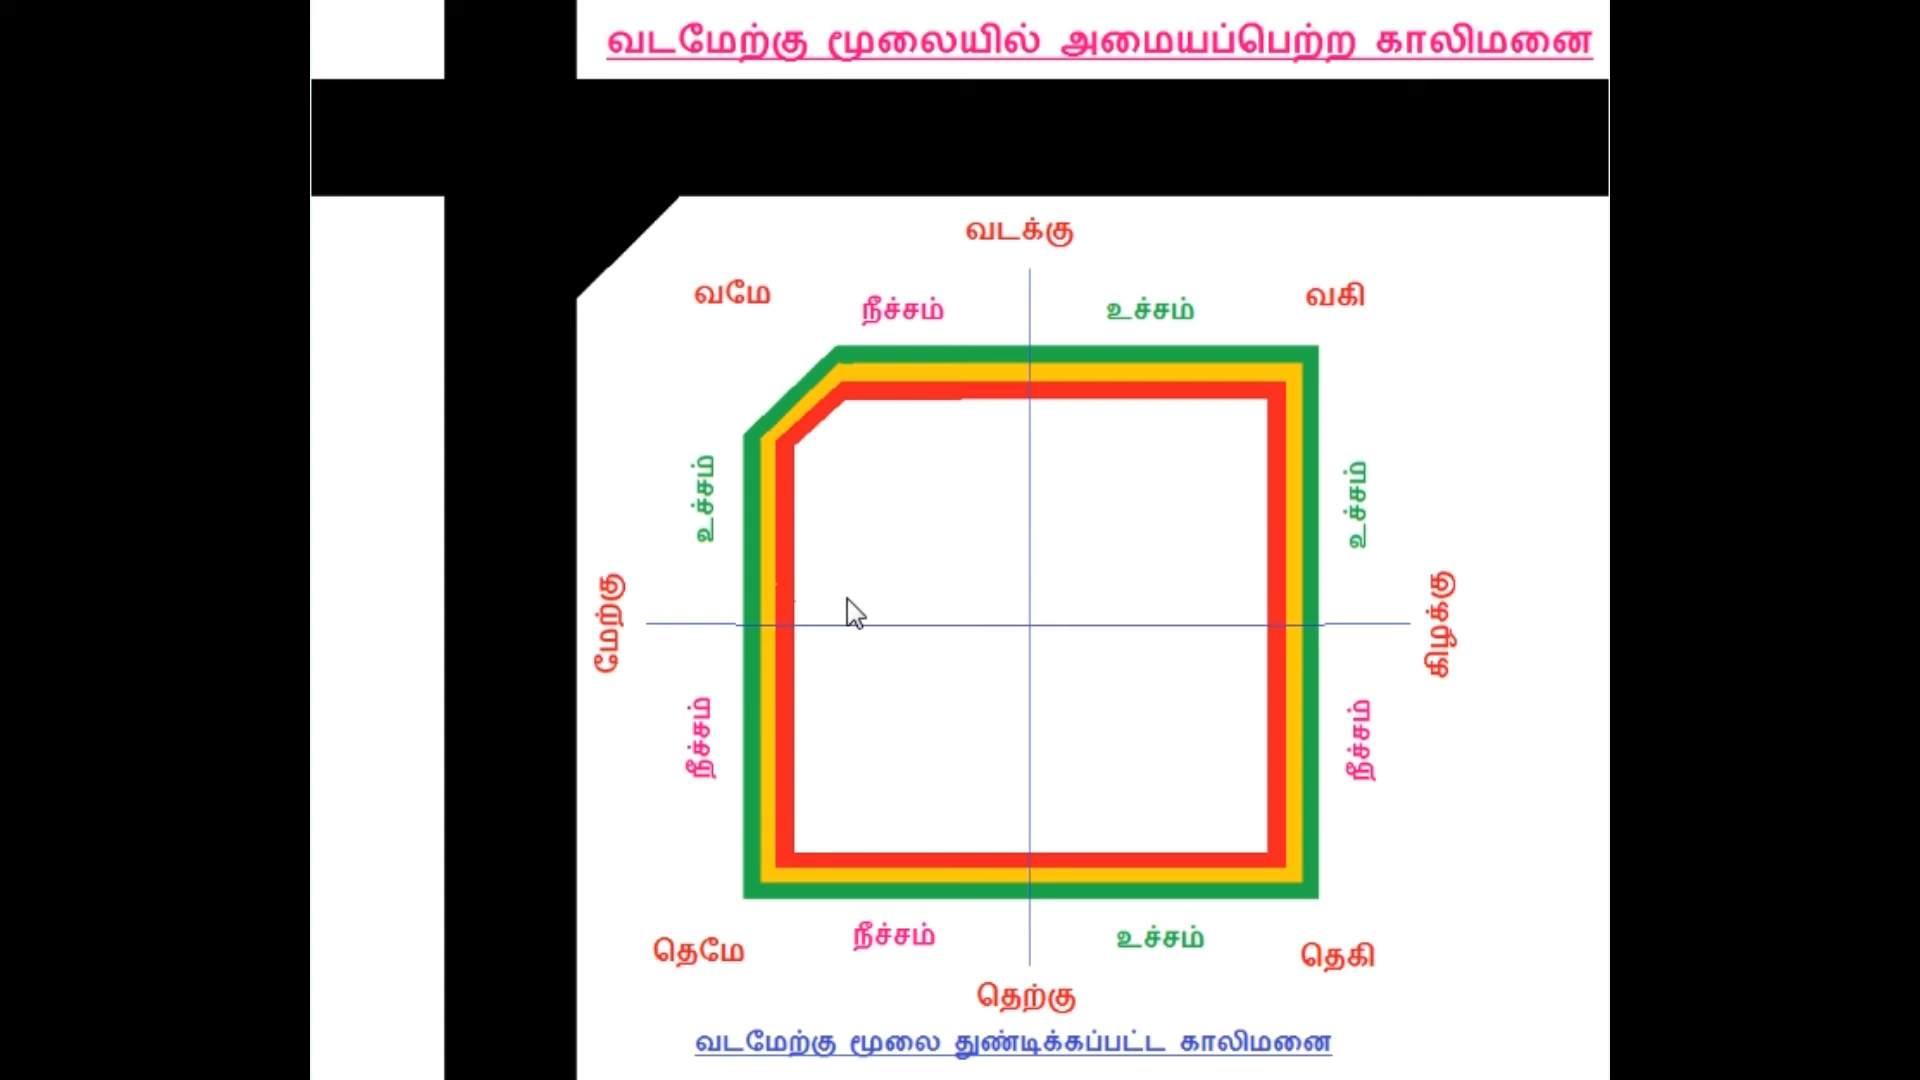 வடமேற்கு மூலையில் அமையப்பெற்ற காலிமனை
வடக்கு
வமே
நீச்சம்
உச்சம்
வகி
உச்சம்
உச்சம்
மேற்கு
கிழக்கு
நீச்சம்
நீச்சம்
தெமே
நீச்சம்
உச்சம்
தெகி
தெற்கு
வடமேற்கு மூலை துண்டிக்கப்பட்ட காலிமனை